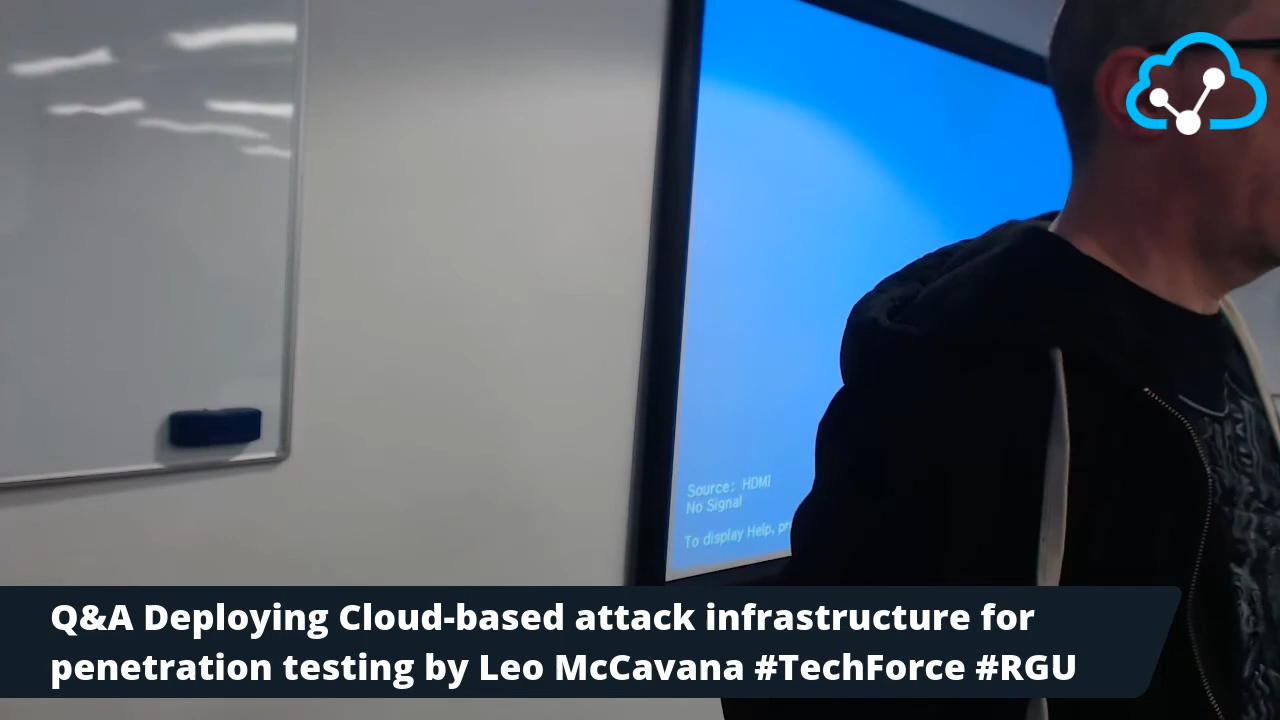 Source: HDMI
No Signal
To display Help,
Q&A Deploying Cloud-based attack infrastructure for
penetration testing by Leo McCavana #TechForce #RGU